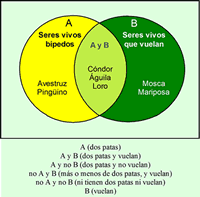 A
B
Seres vivos
bípedos
A y B
Seres vivos
que vuelan
Cóndor
Águila
Loro
Avestruz
Pingüino
Mosca
Mariposa
A (dos patas)
A y B (dos patas y vuelan)
A y no B (dos patas y no vuelan)
no A y B (más o menos de dos patas, y vuelan)
no A y no B (ni tienen dos patas ni vuelan)
B (vuelan)